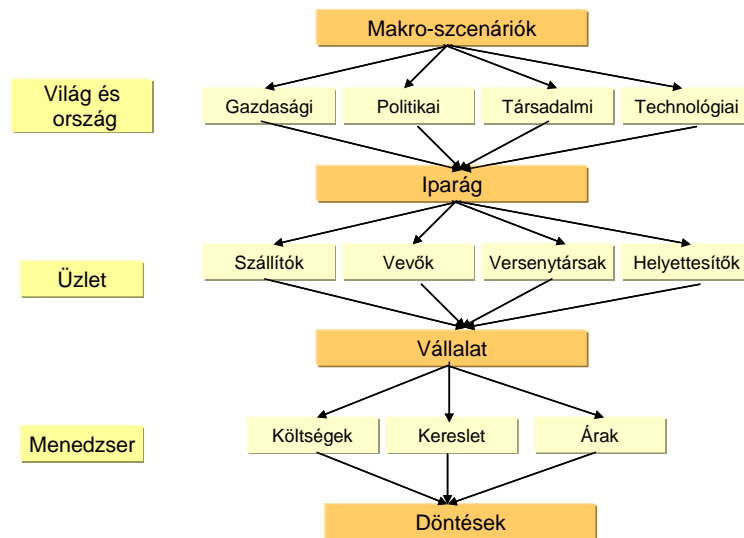 Makro-szcenáriók
Világ és
ország
Gazdasági
Politikai
Társadalmi
Technológiai
Iparág
Üzlet
Szállítók
Vevők
Versenytársak
Helyettesítők
Vállalat
Menedzser
Költségek
Kereslet
Árak
Döntések